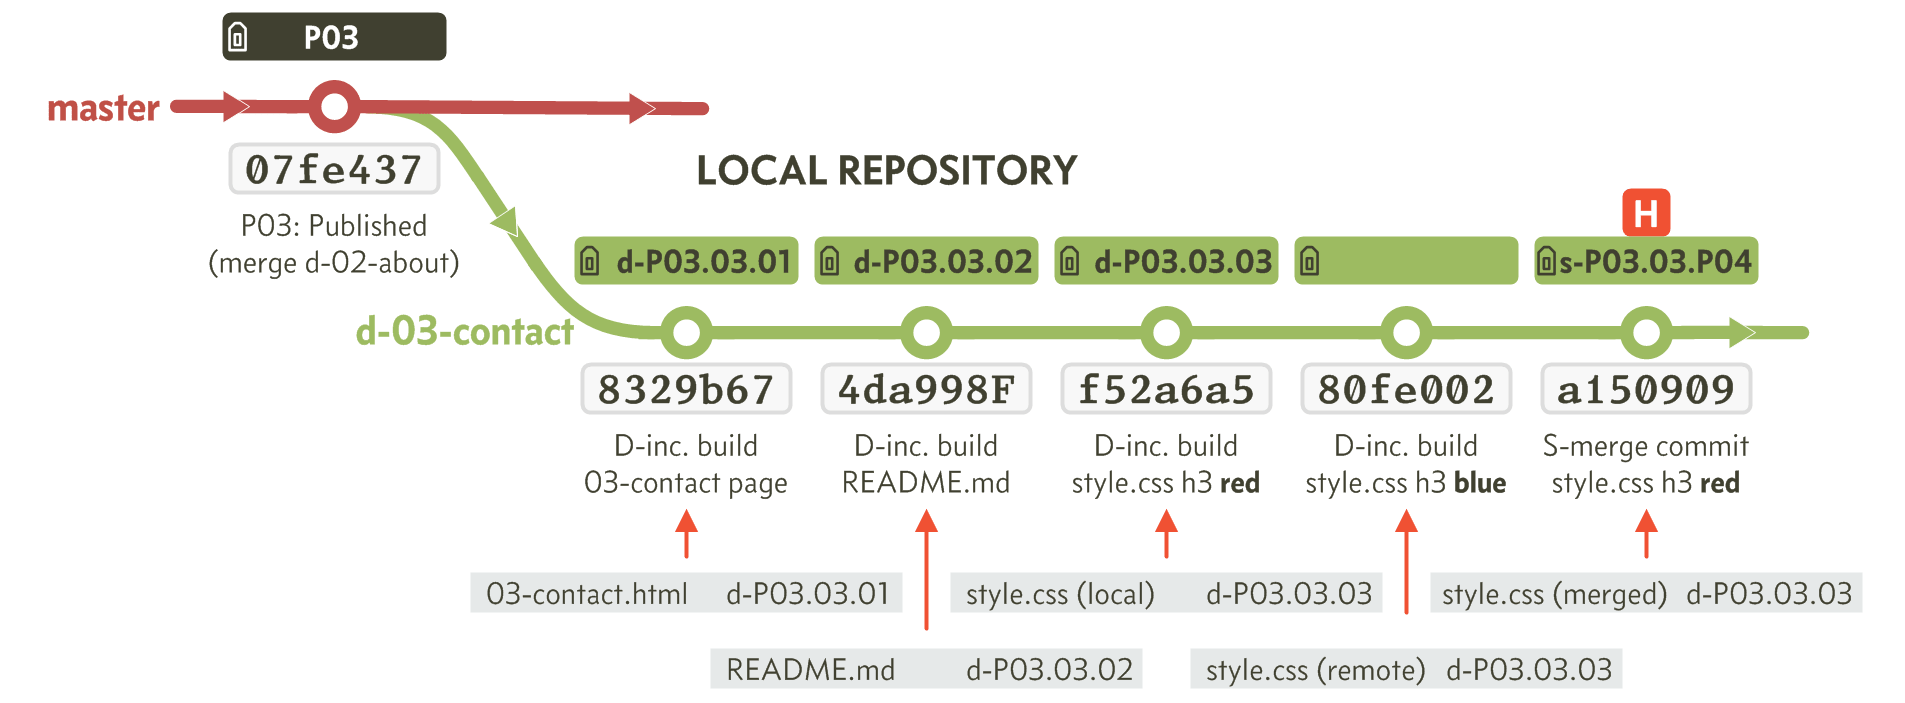 P03
master
07fe437
P03: Published
(merge d-02-about)
LOCAL REPOSITORY
H
d-P03.03.01
d-P03.03.02
d-P03.03.03
s-P03.03.P04
d-03-contact
8329b67
4da998F
f52a6a5
80fe002
a150909
D-inc. build
03-contact page
D-inc. build
README.md
D-inc. build
style.css h3 red
D-inc. build
style.css h3 blue
S-merge commit
style.css h3 red
03-contact.html d-P03.03.01
style.css (local) d-P03.03.03
style.css (merged) d-P03.03.03
README.md d-P03.03.02
style.css (remote) d-P03.03.03